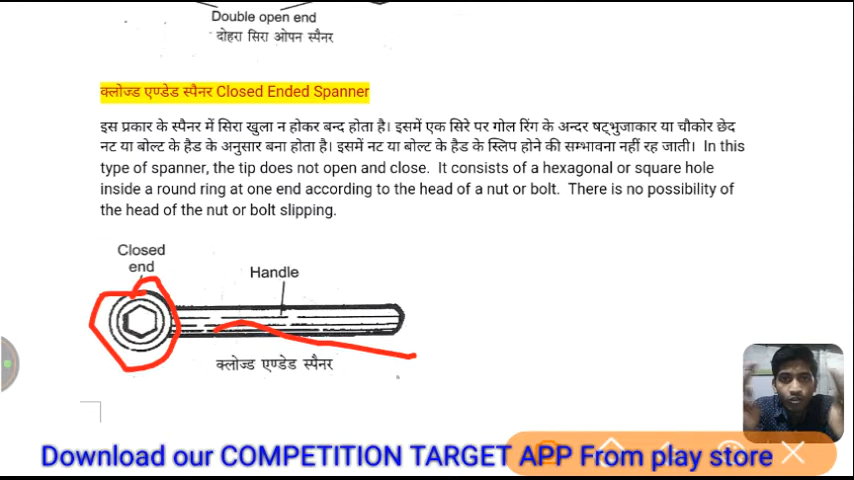 Double open end
दोहरा सिरा ओपन स्पैनर
क्लोज्ड एण्डेड स्पैनर Closed Ended Spanner
इस प्रकार के स्पैनर में सिरा खुला न होकर बन्द होता है। इसमें एक सिरे पर गोल रिंग के अन्दर षट्भुजाकार या चौकोर छेद
नट या बोल्ट के हैड के अनुसार बना होता है। इसमें नट या बोल्ट के हैड के स्लिप होने की सम्भावना नहीं रह जाती। In this
type of spanner, the tip does not open and close. It consists of a hexagonal or square hole
inside a round ring at one end according to the head of a nut or bolt. There is no possibility of
the head of the nut or bolt slipping.
Closed
end
Handle
क्लोज्ड एण्डेड स्पैनर
Download our COMPETITION TARGET APP From play store